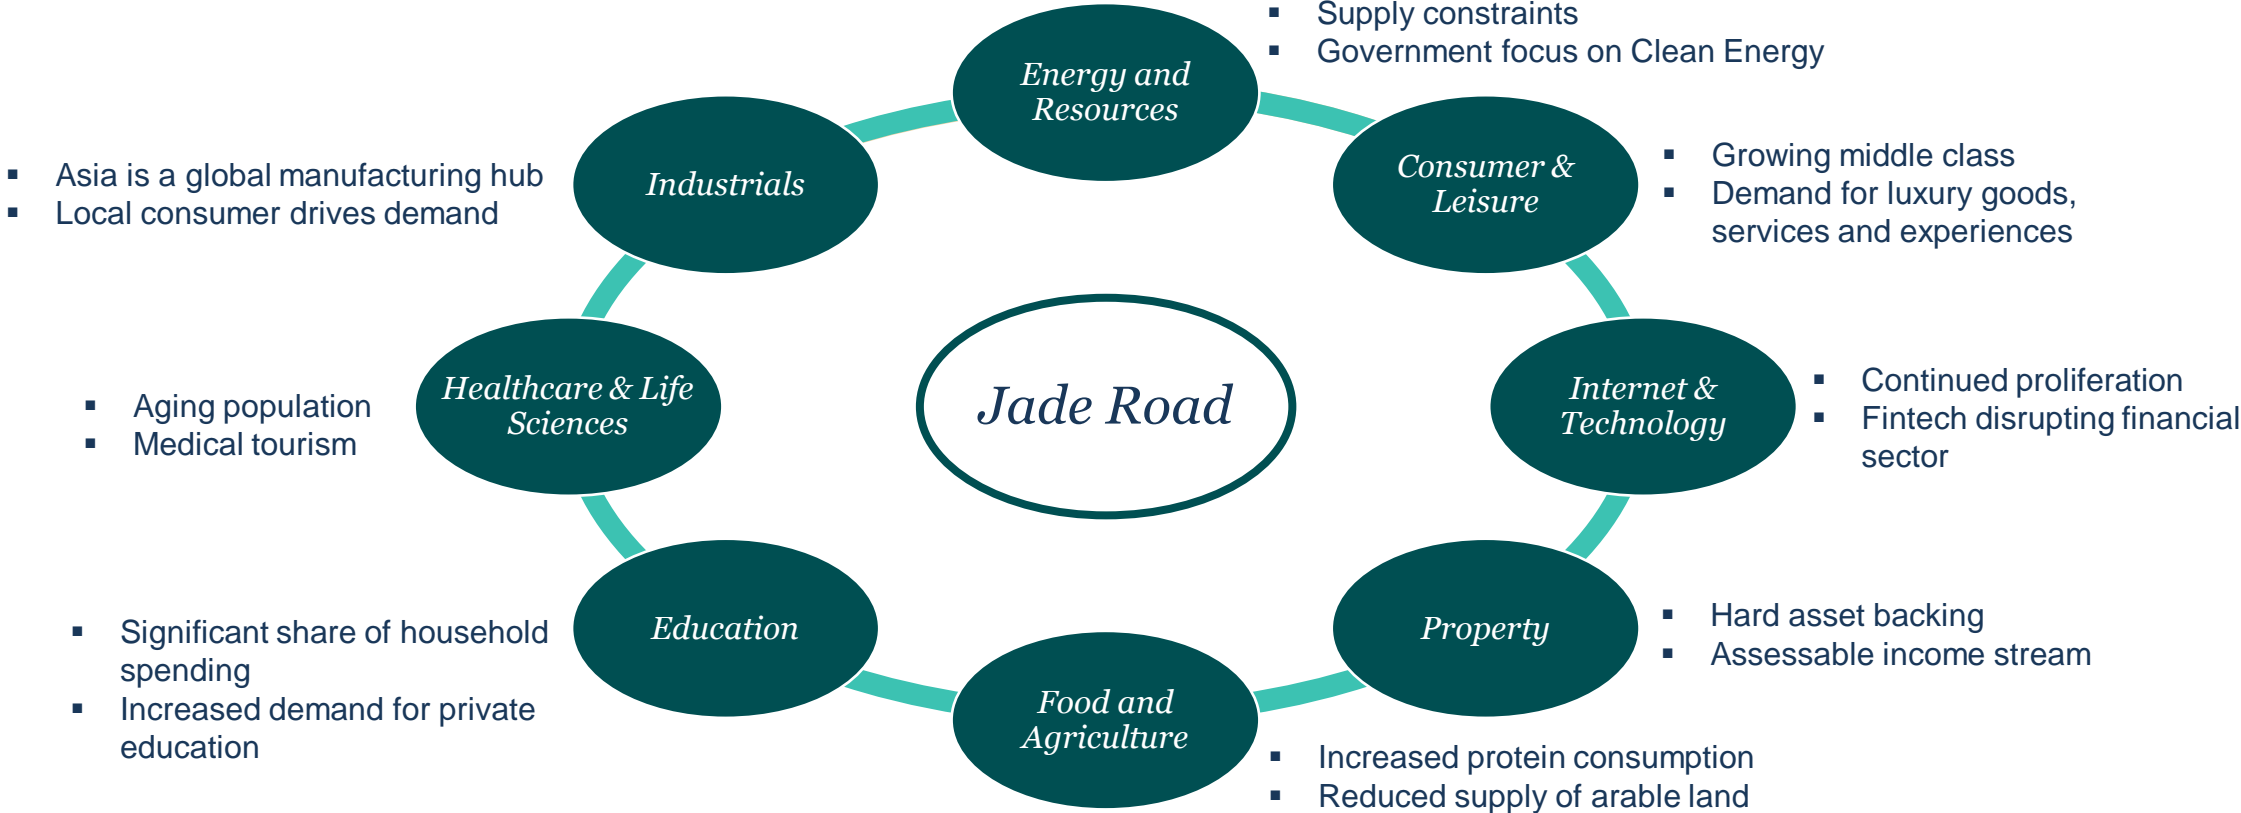 ▪ Supply constraints
▪ Government focus on Clean Energy
Energy and
Resources
Consumer &
Leisure
▪ Growing middle class
▪ Demand for luxury goods,
services and experiences
Internet &
Technology
▪ Continued proliferation
▪ Fintech disrupting financial
sector
Property
▪ Hard asset backing
▪ Assessable income stream
Food and
Agriculture
▪ Increased protein consumption
▪ Reduced supply of arable land
Education
▪ Significant share of household
spending
▪ Increased demand for private
education
Healthcare & Life
Sciences
▪ Aging population
▪ Medical tourism
Industrials
▪ Asia is a global manufacturing hub
▪ Local consumer drives demand
Jade Road